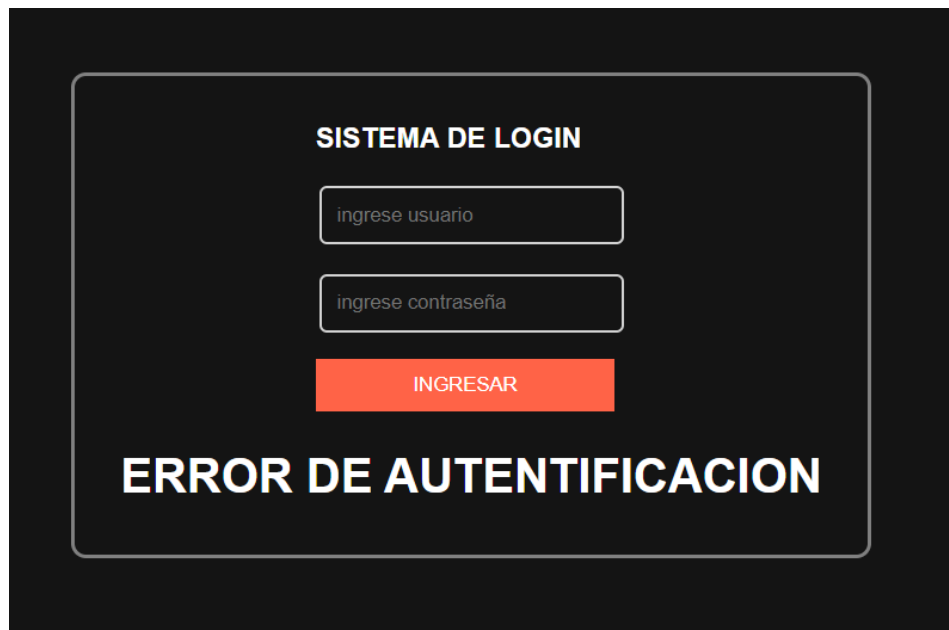 SISTEMA DE LOGIN
ingrese usuario
ingrese contraseña
INGRESAR
ERROR DE AUTENTIFICACION